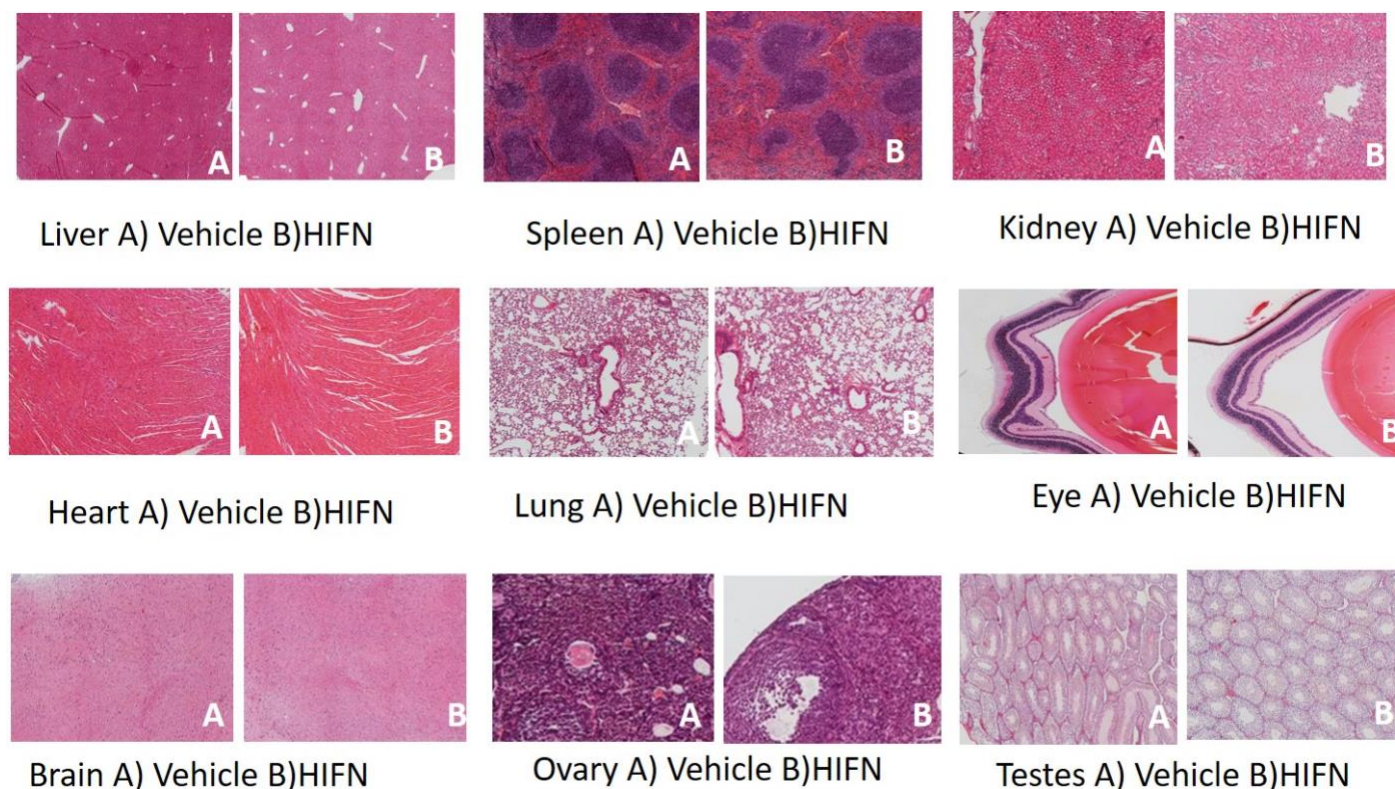 A B A B A B
Liver A) Vehicle B)HIFN Spleen A) Vehicle B)HIFN Kidney A) Vehicle B)HIFN
A B A B A B
Heart A) Vehicle B)HIFN Lung A) Vehicle B)HIFN Eye A) Vehicle B)HIFN
A B A B A B
Brain A) Vehicle B)HIFN Ovary A) Vehicle B)HIFN Testes A) Vehicle B)HIFN